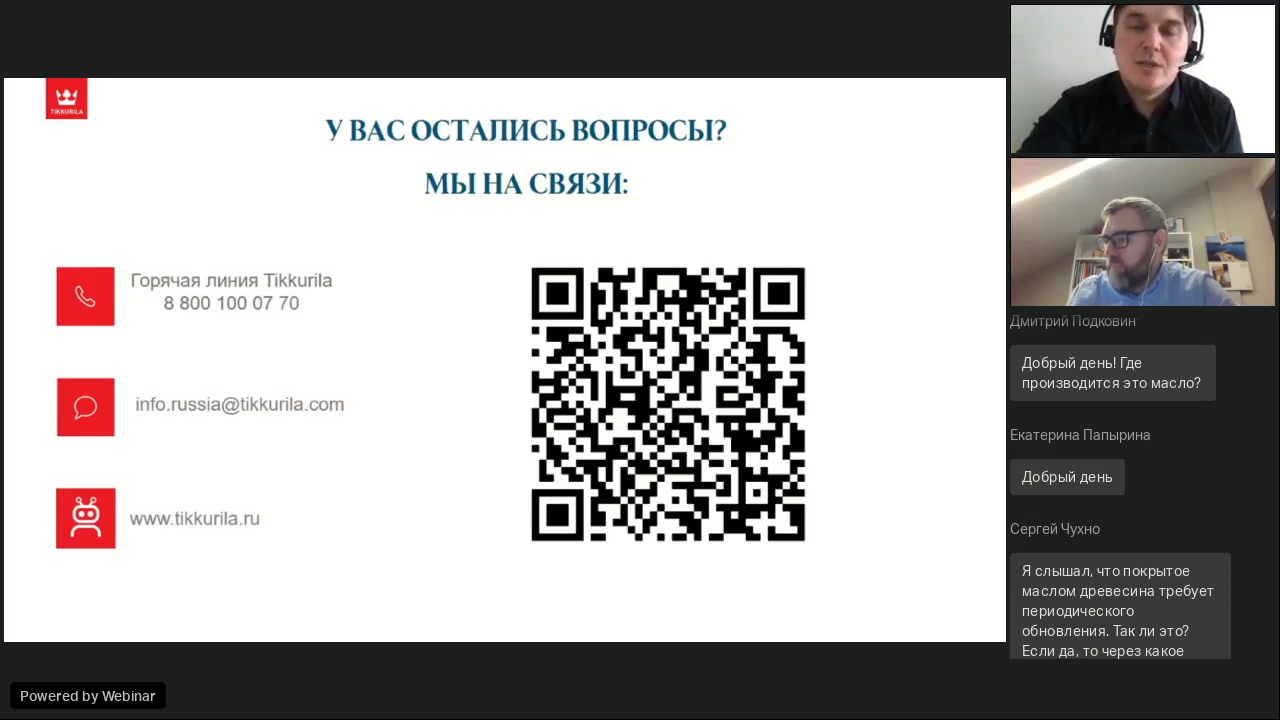 TIKKURILA
У ВАС ОСТАЛИСЬ ВОПРОСЫ?
МЫ НА СВЯЗИ:
Горячая линия Tikkurila
8 800 100 07 70
info.russia@tikkurila.com
www.tikkurila.ru
Дмитрий Подковин
Добрый день! Где
производится это масло?
Екатерина Папырина
Добрый день
Сергей Чухно
Я слышал, что покрытое
маслом древесина требует
периодического
обновления. Так ли это?
Если да, то через какое
Powered by Webinar